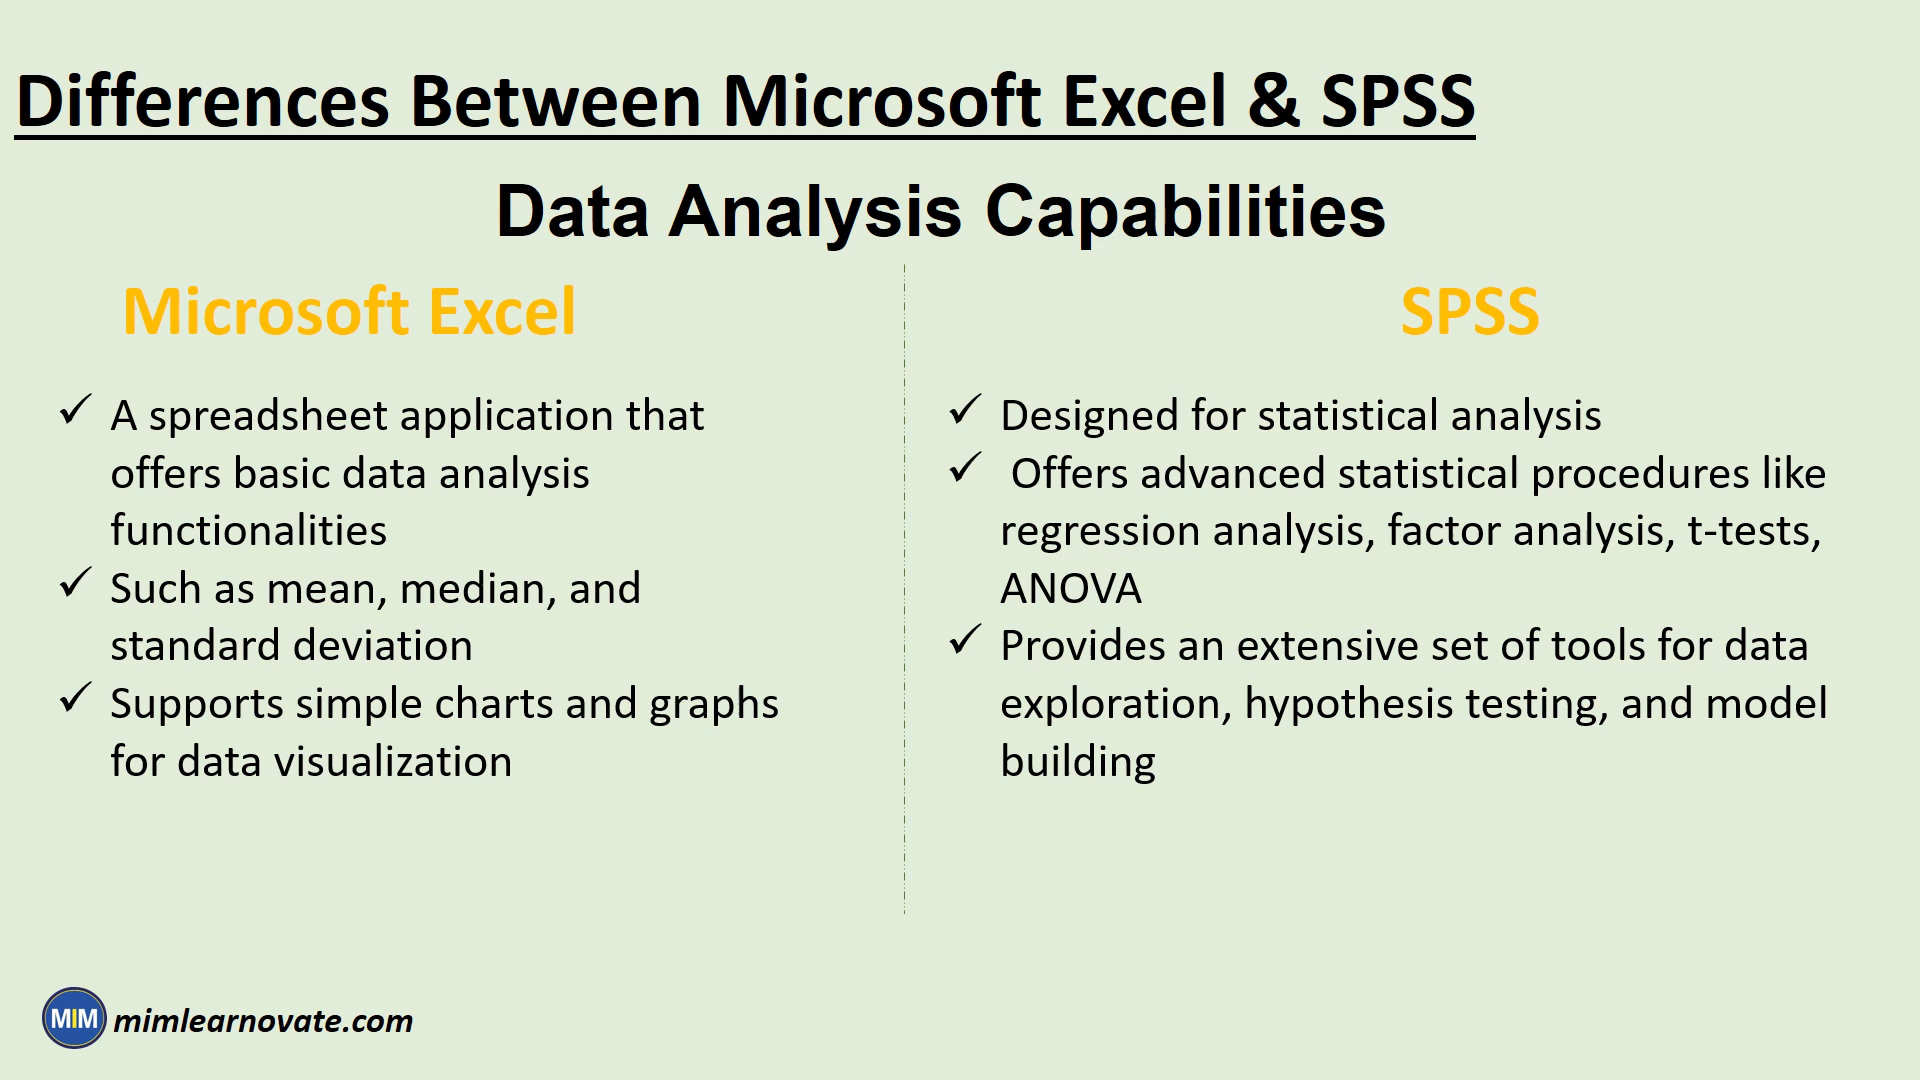 Differences Between Microsoft Excel & SPSS
Data Analysis Capabilities
Microsoft Excel
✓ A spreadsheet application that
offers basic data analysis
functionalities
✓ Such as mean, median, and
standard deviation
✓ Supports simple charts and graphs
for data visualization
SPSS
✓ Designed for statistical analysis
✓ Offers advanced statistical procedures like
regression analysis, factor analysis, t-tests,
ANOVA
✓ Provides an extensive set of tools for data
exploration, hypothesis testing, and model
building
MIM
mimlearnovate.com